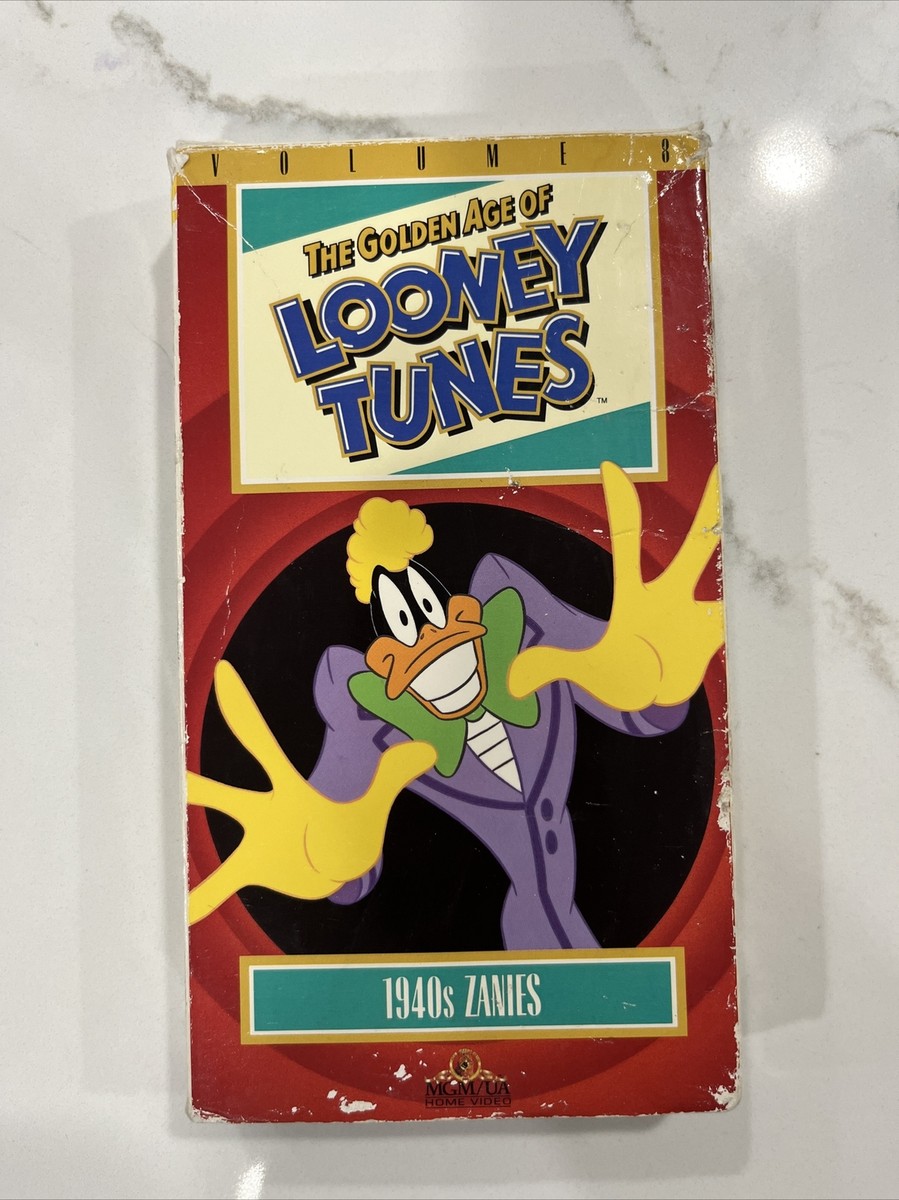 VOLUME 8
THE GOLDEN AGE OF
LOONEY
TUNES
TM
1940s ZANIES
MGM/UA
HOME VIDEO